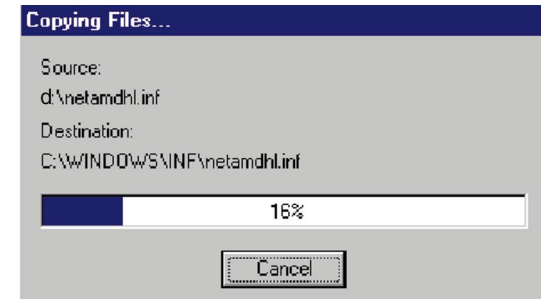 Copying Files...
Source:
d:\netamdhl.inf
Destination:
C:\WINDOWS\INF\netamdhl.inf
16%
Cancel